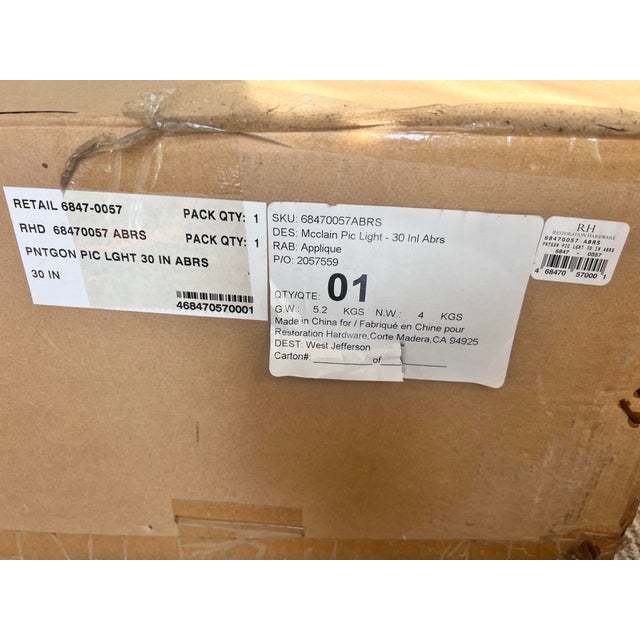 RETAIL 6847-0057 PACK QTY: 1
RHD 68470057 ABRS PACK QTY: 1
PNTGON PIC LGHT 30 IN ABRS
30 IN
468470570001
SKU: 68470057ABRS
DES: Mcclain Pic Light - 30 Inl Abrs
RAB: Applique
P/O: 2057559
QTY/QTE: 01
G.W.: 5.2 KGS N.W.: 4 KGS
Made in China for / Fabriqué en Chine pour
Restoration Hardware,Corte Madera,CA 94925
DEST: West Jefferson
Carton#: of
RH
RESTORATION HARDWARE
68470057 ABRS
PNTGON PIC LGHT 30 IN ABRS
6847 - 0057
4 68470 57000 1